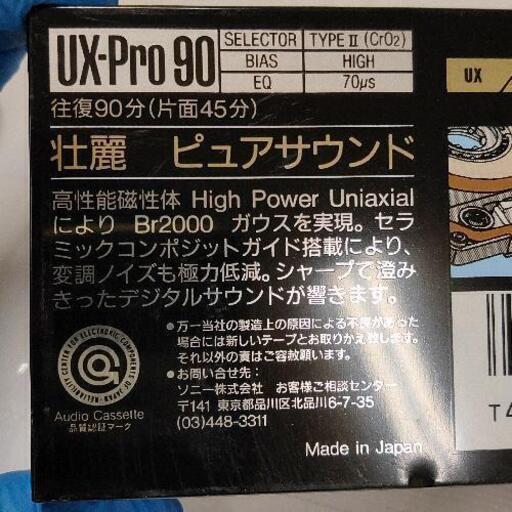 UX-Pro 90
SELECTOR TYPE II (CrO2)
BIAS HIGH
EQ 70μs
UX
往復90分(片面45分)
壮麗 ピュアサウンド
高性能磁性体 High Power Uniaxial
により Br2000 ガウスを実現。セラ
ミックコンポジットガイド搭載により、
変調ノイズも極力低減。シャープで澄み
きったデジタルサウンドが響きます。
●万一当社の製造上の原因による不良があった
場合には新しいテープとお取りかえ致します。
それ以外の責はご容赦願います。
●お問い合せ先:
ソニー株式会社 お客様ご相談センター
〒141 東京都品川区北品川6-7-35
(03)448-3311
RELIABILITY CENTER FOR ELECTRONIC COMPONENTS OF JAPAN
Audio Cassette
品質認証マーク
Made in Japan
T4